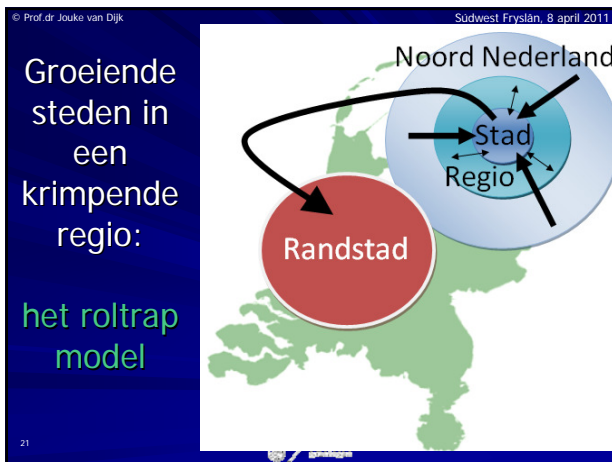 © Prof.dr Jouke van Dijk
Súdwest Fryslân, 8 april 2011
Groeiende
steden in
een
krimpende
regio:
het roltrap
model
Noord Nederland
Stad
Regio
Randstad
21